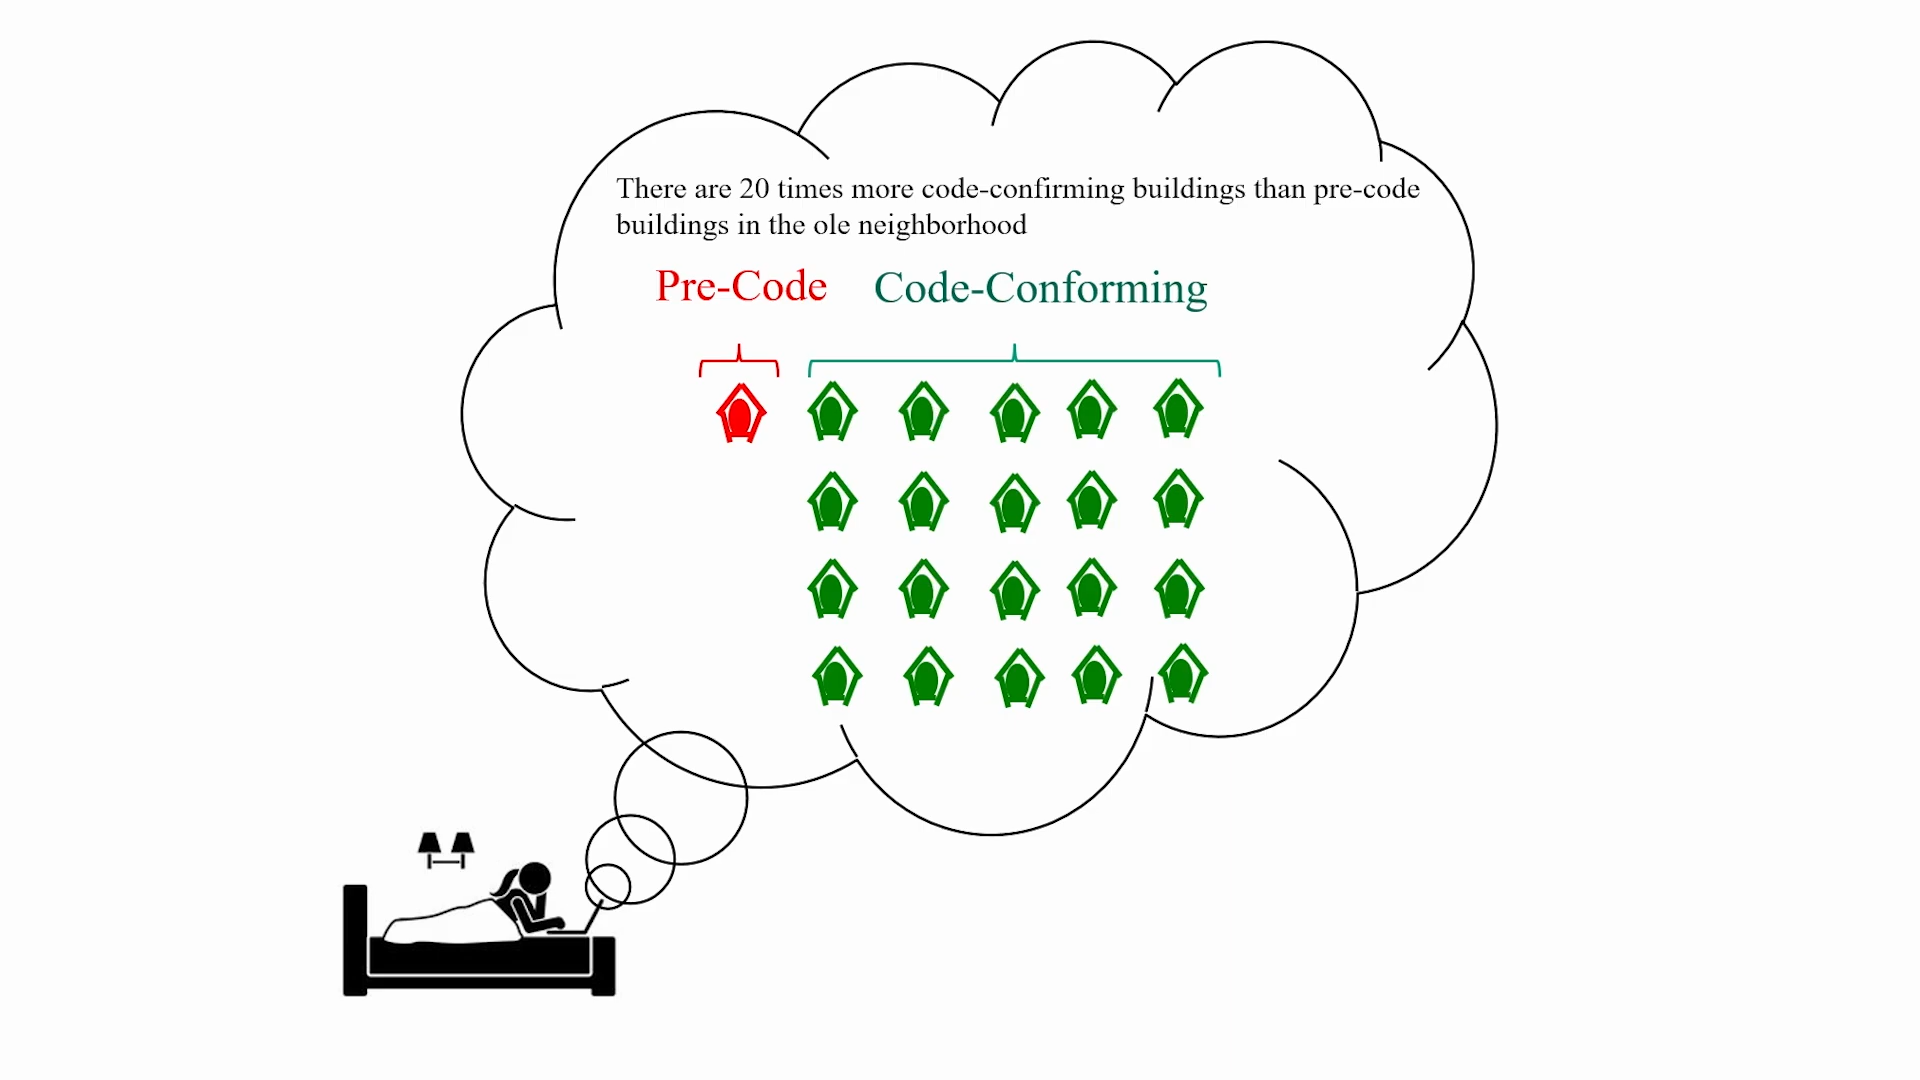 There are 20 times more code-confirming buildings than pre-code
buildings in the ole neighborhood
Pre-Code Code-Conforming